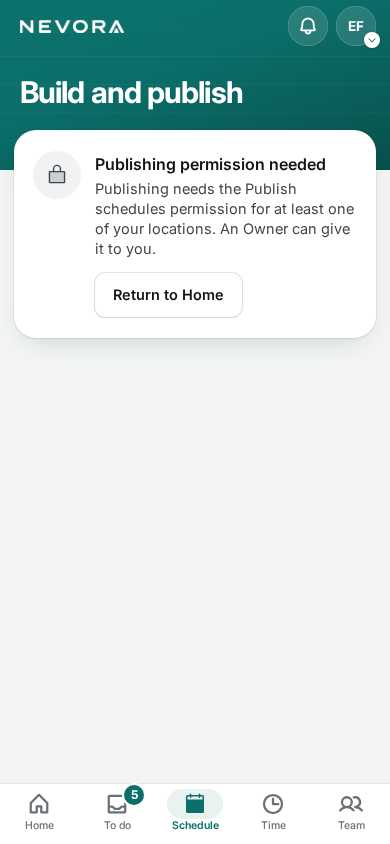 NEVORA
EF
Build and publish
Publishing permission needed
Publishing needs the Publish
schedules permission for at least one
of your locations. An Owner can give
it to you.
Return to Home
5
Home
To do
Schedule
Time
Team